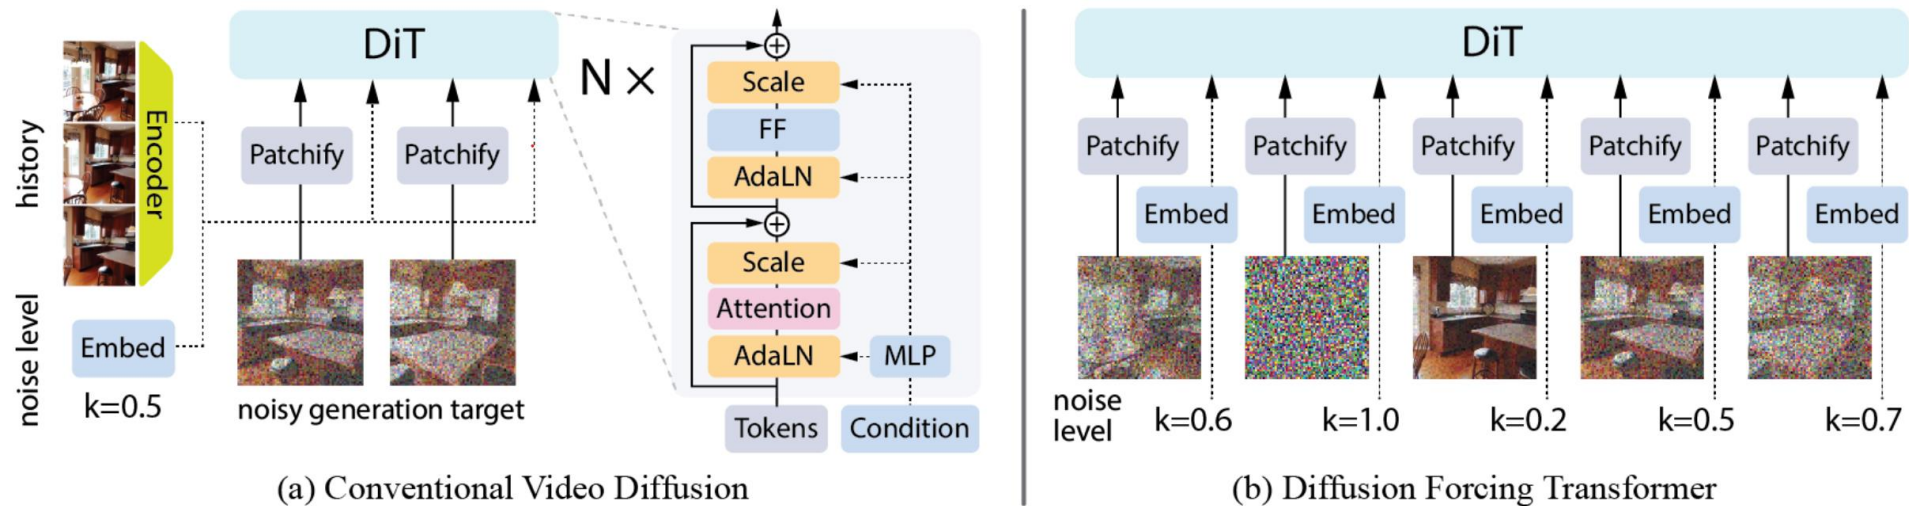 history
Encoder
noise level
Embed
k=0.5
DiT
Patchify
Patchify
noisy generation target
N ×
Scale
FF
AdaLN
Scale
Attention
AdaLN
MLP
Tokens
Condition
(a) Conventional Video Diffusion
DiT
Patchify
Patchify
Patchify
Patchify
Patchify
Embed
Embed
Embed
Embed
Embed
noise
level
k=0.6
k=1.0
k=0.2
k=0.5
k=0.7
(b) Diffusion Forcing Transformer